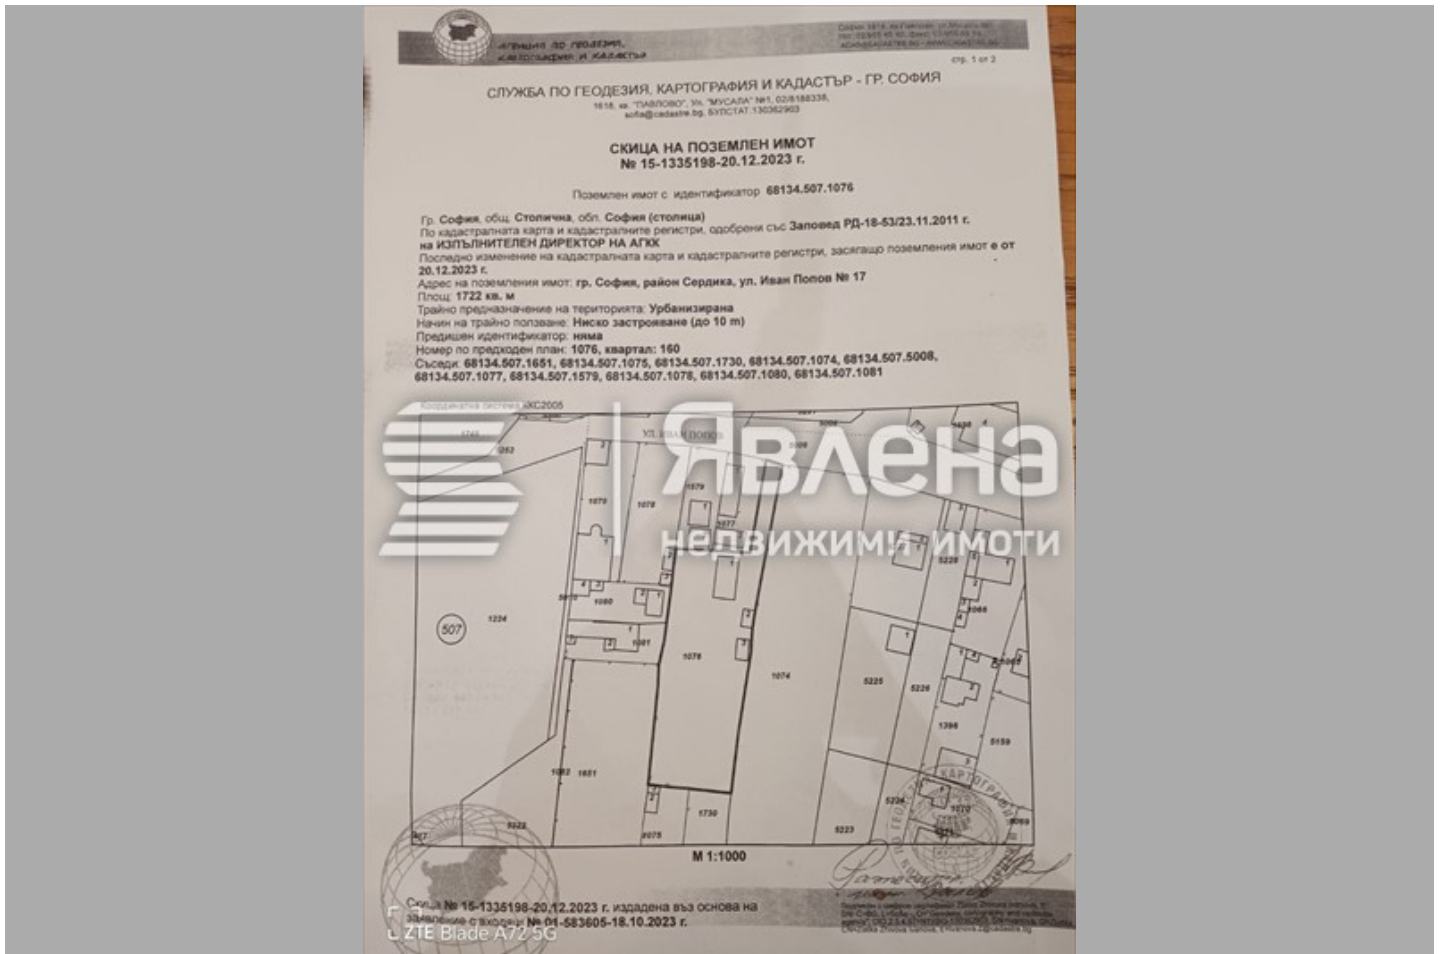 АГЕНЦИЯ ПО ГЕОДЕЗИЯ,
КАРТОГРАФИЯ И КАДАСТЪР
стр. 1 от 2
СЛУЖБА ПО ГЕОДЕЗИЯ, КАРТОГРАФИЯ И КАДАСТЪР - ГР. СОФИЯ
1618, кв. "ПАВЛОВО", Ул. "МУСАЛА" №1, 02/8188338,
sofia@cadastre.bg, БУЛСТАТ:130362903
СКИЦА НА ПОЗЕМЛЕН ИМОТ
№ 15-1335198-20.12.2023 г.
Поземлен имот с идентификатор 68134.507.1076
Гр. София, общ. Столична, обл. София (столица)
По кадастралната карта и кадастралните регистри, одобрени със Заповед РД-18-53/23.11.2011 г.
на ИЗПЪЛНИТЕЛЕН ДИРЕКТОР НА АГКК
Последно изменение на кадастралната карта и кадастралните регистри, засягащо поземления имот е от
20.12.2023 г.
Адрес на поземления имот: гр. София, район Сердика, ул. Иван Попов № 17
Площ: 1722 кв. м
Трайно предназначение на територията: Урбанизирана
Начин на трайно ползване: Ниско застрояване (до 10 m)
Предишен идентификатор: няма
Номер по предходен план: 1076, квартал: 160
Съседи: 68134.507.1651, 68134.507.1075, 68134.507.1730, 68134.507.1074, 68134.507.5008,
68134.507.1077, 68134.507.1579, 68134.507.1078, 68134.507.1080, 68134.507.1081
Координатна система ККС2005
УЛ. ИВАН ПОПОВ
Явлена
недвижими имоти
1079
1078
1579
1077
5228
1066
1080
1081
1234
507
1076
1074
5225
5226
1396
5159
1082 1651
5222
1730
5223
М 1:1000
Скица № 15-1335198-20.12.2023 г. издадена въз основа на
заявление с входящ № 01-583605-18.10.2023 г.
ZTE Blade A72 5G